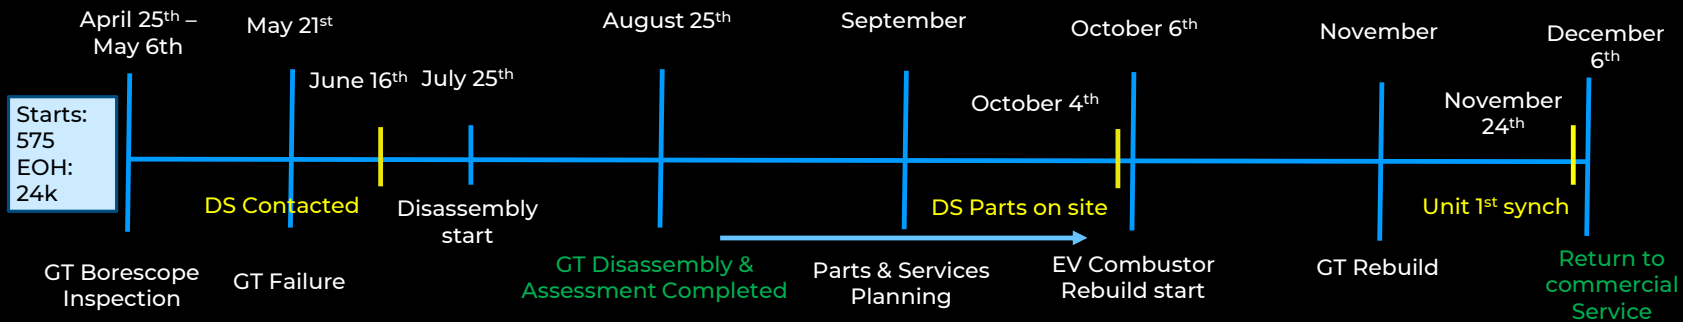 April 25th –
May 6th
May 21st
June 16th
July 25th
August 25th
September
October 4th
October 6th
November
November
24th
December
6th
Starts:
575
EOH:
24k
DS Contacted
Disassembly
start
DS Parts on site
Unit 1st synch
GT Borescope
Inspection
GT Failure
GT Disassembly &
Assessment Completed
Parts & Services
Planning
EV Combustor
Rebuild start
GT Rebuild
Return to
commercial
Service